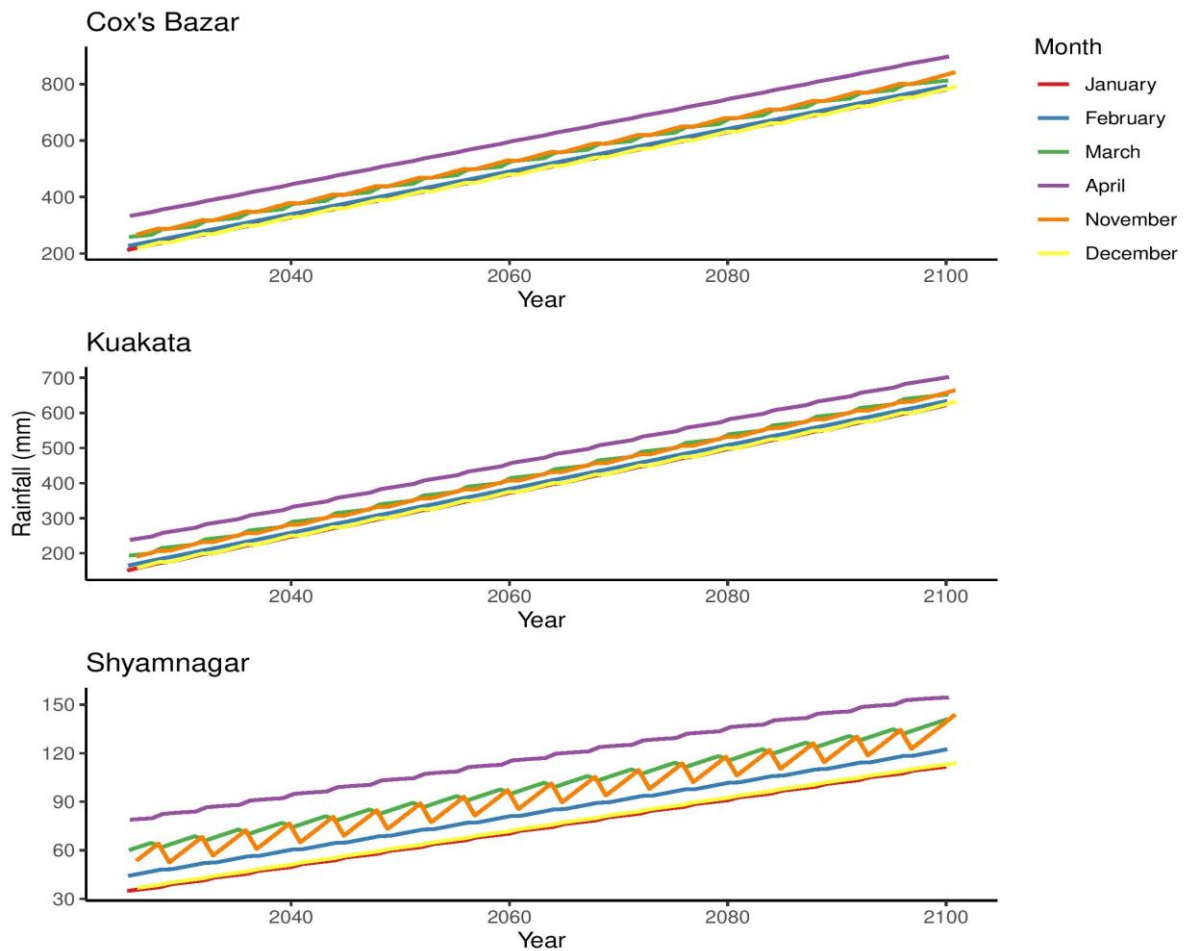 Cox's Bazar
800
600
400
200
2040 2060 2080 2100
Year
Month
January
February
March
April
November
December
Kuakata
Rainfall (mm)
700
600
500
400
300
200
2040 2060 2080 2100
Year
Shyamnagar
150
120
90
60
30
2040 2060 2080 2100
Year